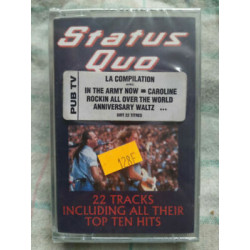 Status
Quo
PUB TV
LA COMPILATION
IN THE ARMY NOW - CAROLINE
ROCKIN ALL OVER THE WORLD
ANNIVERSARY WALTZ ...
22 TRACKS
INCLUDING ALL THEIR
TOP TEN HITS